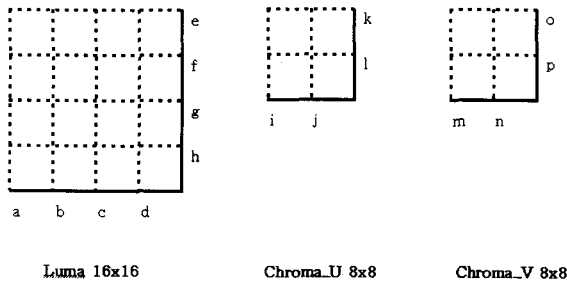 e k o
f l p
g i j m n
h
a b c d
Luma 16x16 Chroma_U 8x8 Chroma_V 8x8